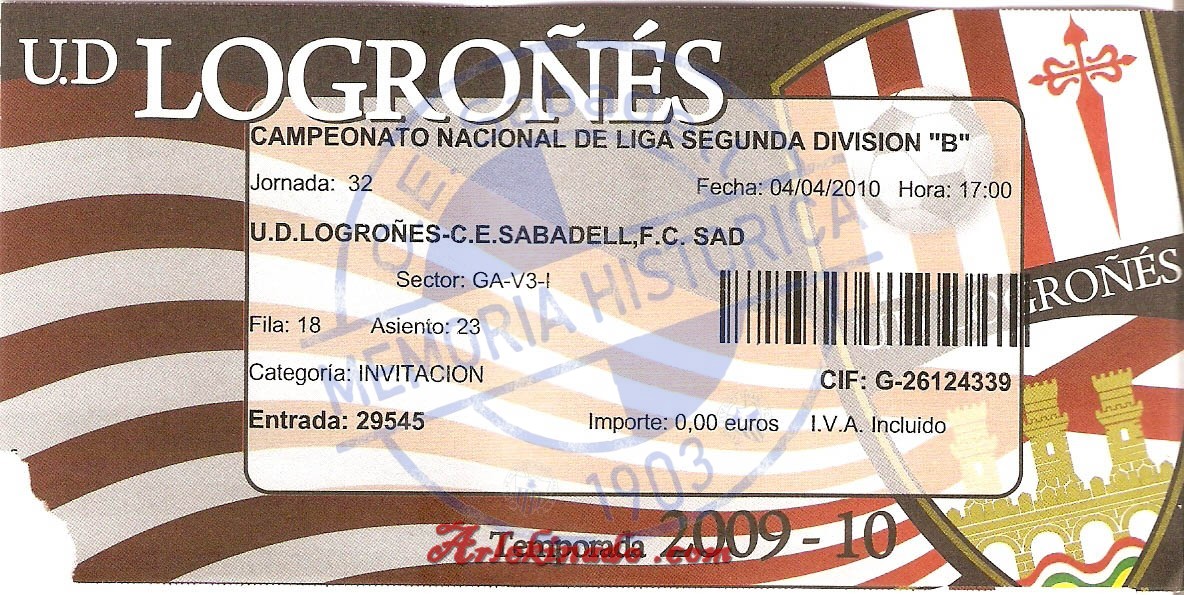 U.D LOGROÑÉS
CAMPEONATO NACIONAL DE LIGA SEGUNDA DIVISION "B"
Jornada: 32 Fecha: 04/04/2010 Hora: 17:00
U.D.LOGROÑES-C.E.SABADELL,F.C. SAD
Sector: GA-V3-I
GROÑÉS
Fila: 18 Asiento: 23
Categoría: INVITACION
CIF: G-26124339
Entrada: 29545 Importe: 0,00 euros I.V.A. Incluido
C.E. Sabadell
MEMORIA HISTORICA
1903
Temporada 2009 - 10